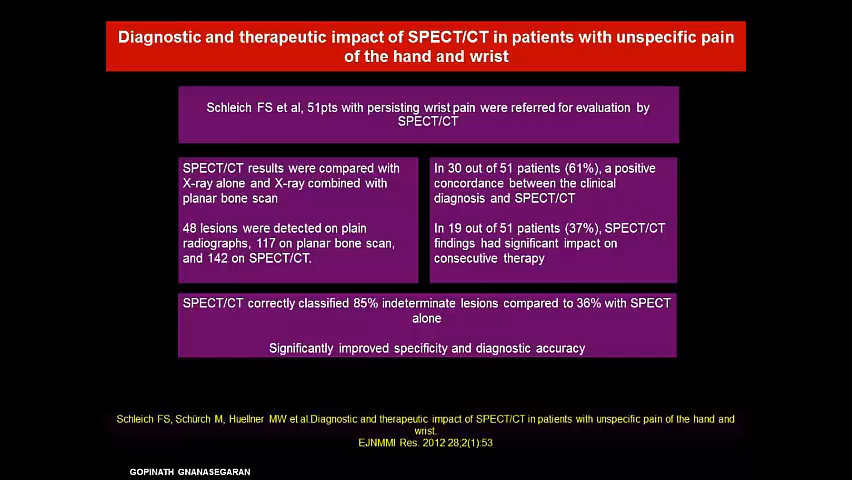 Diagnostic and therapeutic impact of SPECT/CT in patients with unspecific pain
of the hand and wrist
Schleich FS et al, 51pts with persisting wrist pain were referred for evaluation by
SPECT/CT
SPECT/CT results were compared with
X-ray alone and X-ray combined with
planar bone scan
48 lesions were detected on plain
radiographs, 117 on planar bone scan,
and 142 on SPECT/CT.
In 30 out of 51 patients (61%), a positive
concordance between the clinical
diagnosis and SPECT/CT
In 19 out of 51 patients (37%), SPECT/CT
findings had significant impact on
consecutive therapy
SPECT/CT correctly classified 85% indeterminate lesions compared to 36% with SPECT
alone
Significantly improved specificity and diagnostic accuracy
Schleich FS, Schürch M, Huellner MW et al.Diagnostic and therapeutic impact of SPECT/CT in patients with unspecific pain of the hand and
wrist.
EJNMMI Res. 2012 28;2(1):53
GOPINATH GNANASEGARAN